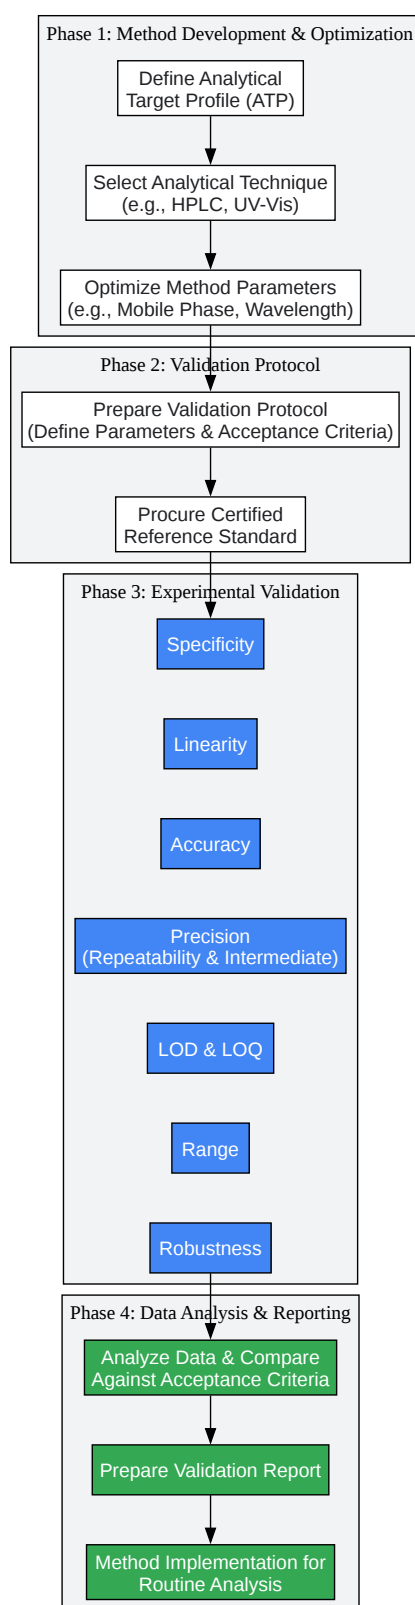 Phase 1: Method Development & Optimization
Define Analytical
Target Profile (ATP)
Select Analytical Technique
(e.g., HPLC, UV-Vis)
Optimize Method Parameters
(e.g., Mobile Phase, Wavelength)
Phase 2: Validation Protocol
Prepare Validation Protocol
(Define Parameters & Acceptance Criteria)
Procure Certified
Reference Standard
Phase 3: Experimental Validation
Specificity
Linearity
Accuracy
Precision
(Repeatability & Intermediate)
LOD & LOQ
Range
Robustness
Phase 4: Data Analysis & Reporting
Analyze Data & Compare
Against Acceptance Criteria
Prepare Validation Report
Method Implementation for
Routine Analysis